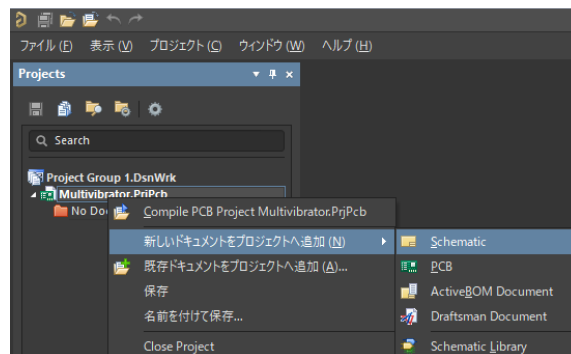 ファイル (F) 表示 (V) プロジェクト (C) ウィンドウ (W) ヘルプ (H)
Projects
Search
Project Group 1.DsnWrk
Multivibrator.PrjPcb
No Do
Compile PCB Project Multivibrator.PrjPcb
新しいドキュメントをプロジェクトへ追加 (N)
Schematic
既存ドキュメントをプロジェクトへ追加 (A)...
PCB
保存
ActiveBOM Document
名前を付けて保存...
Draftsman Document
Close Project
Schematic Library